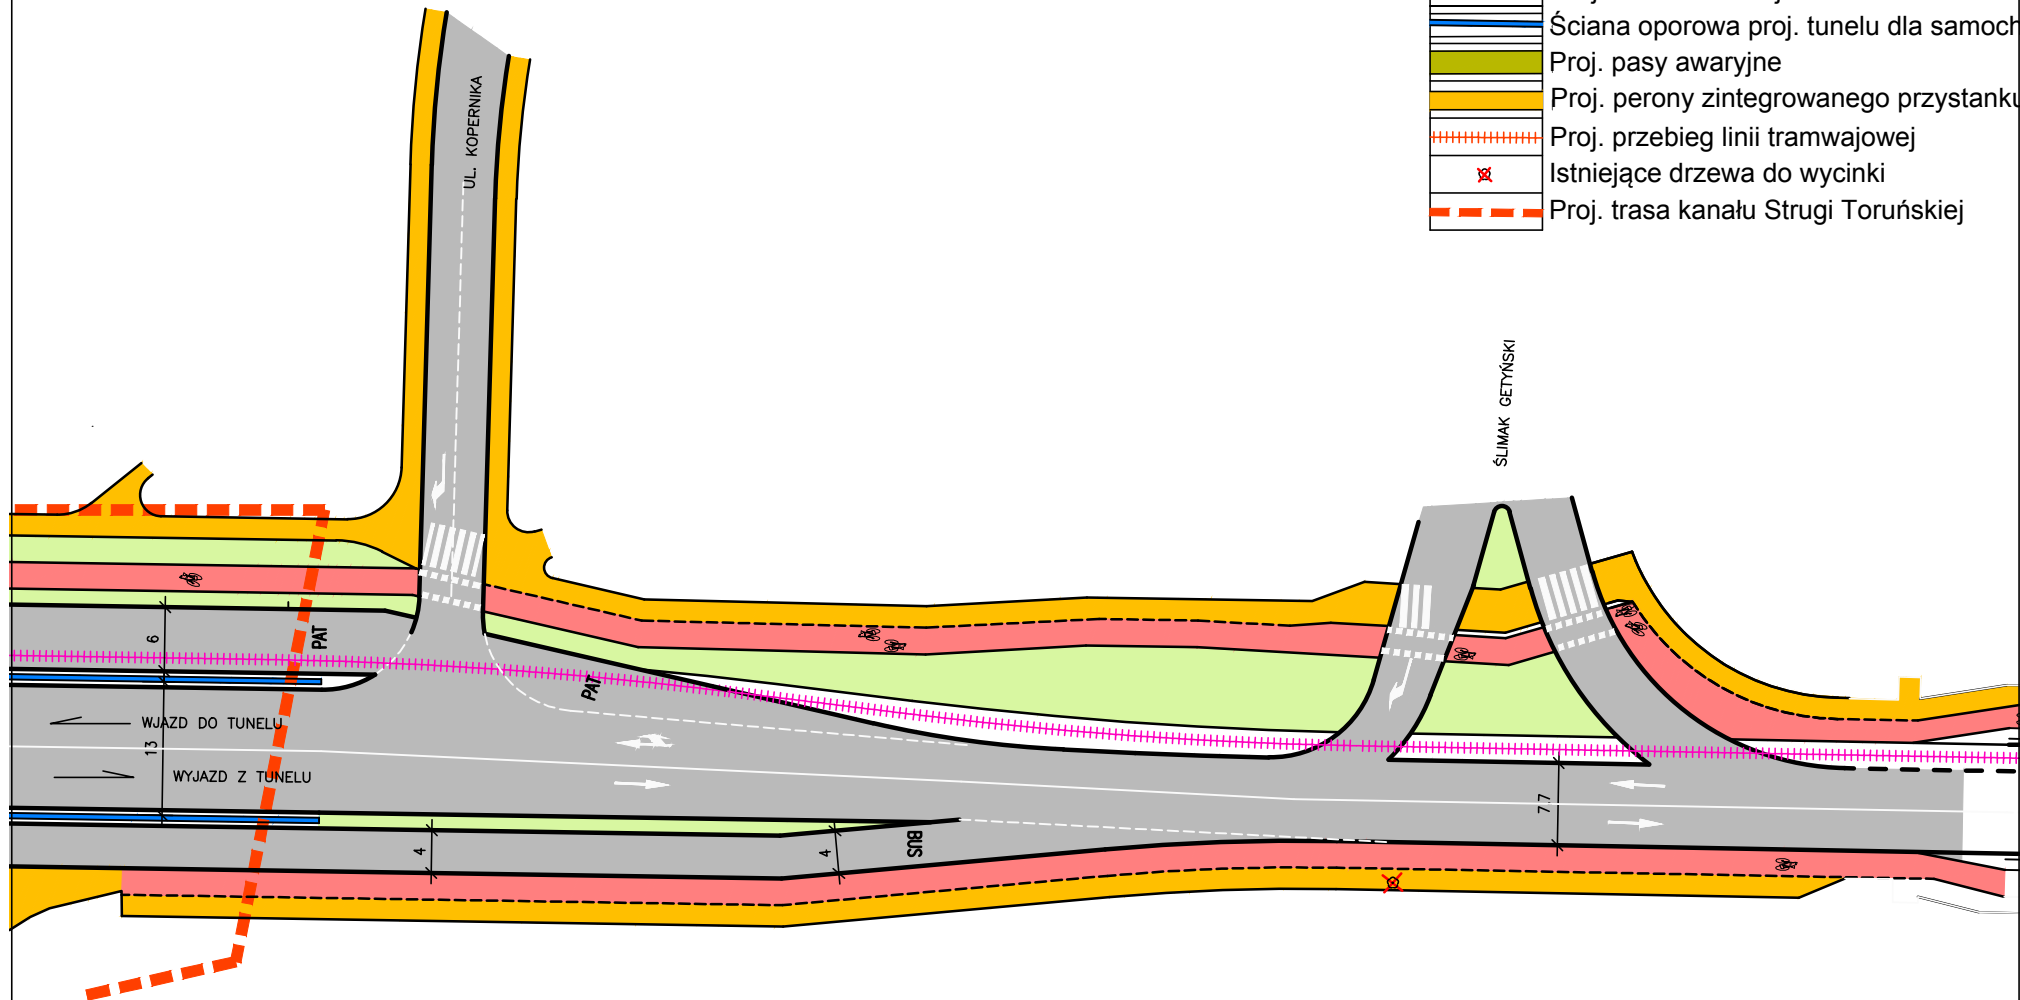 Ściana oporowa proj. tunelu dla samoch
Proj. pasy awaryjne
Proj. perony zintegrowanego przystanku
Proj. przebieg linii tramwajowej
Istniejące drzewa do wycinki
Proj. trasa kanału Strugi Toruńskiej
UL. KOPERNIKA
ŚLIMAK GETYŃSKI
6
PAT
PAT
WJAZD DO TUNELU
13
WYJAZD Z TUNELU
7,7
4
4
BUS